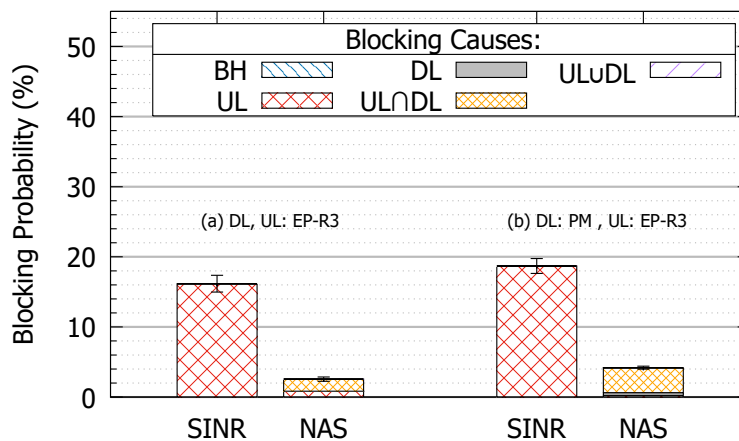 Blocking Causes:
BH DL UL∪DL
UL UL∩DL
Blocking Probability (%)
50
40
30
20
10
0
(a) DL, UL: EP-R3 (b) DL: PM , UL: EP-R3
SINR NAS SINR NAS